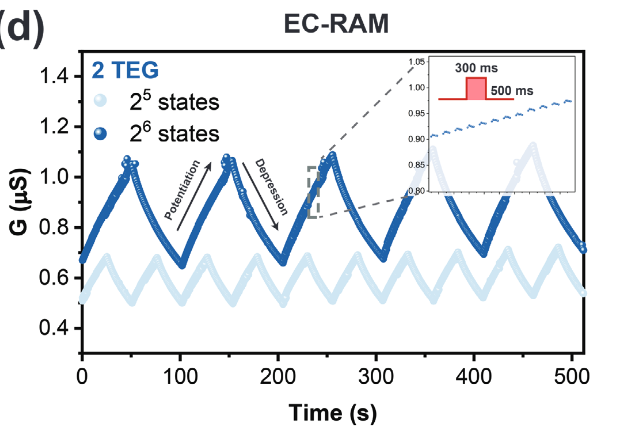 (d)
EC-RAM
2 TEG
2⁵ states
2⁶ states
Potentiation
Depression
300 ms
500 ms
1.05
1.00
0.95
0.90
0.85
0.80
1.4
1.2
1.0
0.8
0.6
0.4
G (μS)
0 100 200 300 400 500
Time (s)